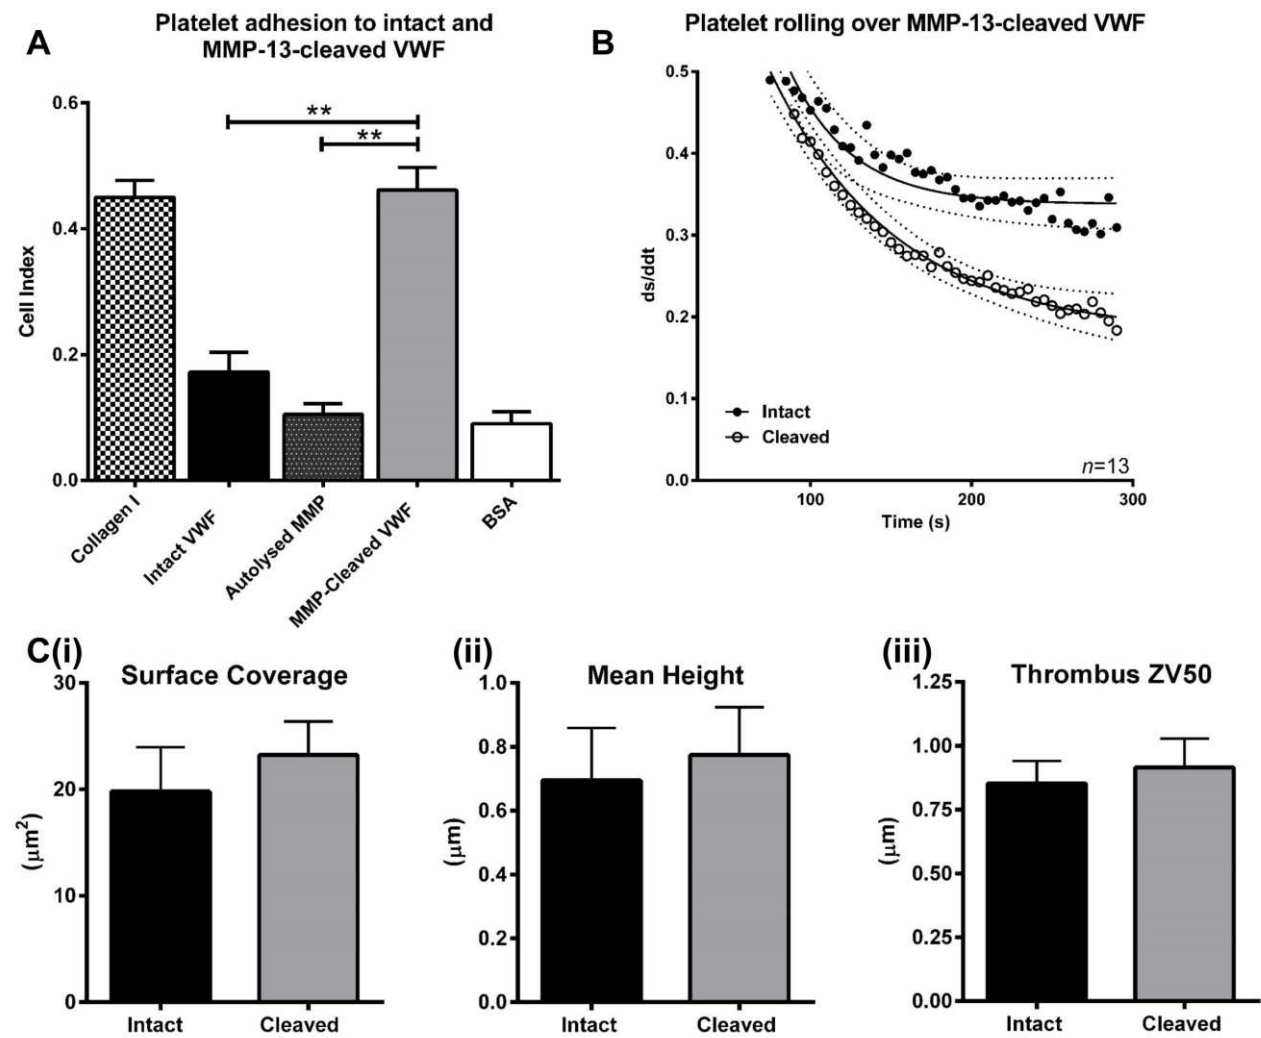 A
Platelet adhesion to intact and
MMP-13-cleaved VWF
Cell Index
0.6
0.4
0.2
0.0
**
**
Collagen I
Intact VWF
Autolysed MMP
MMP-Cleaved VWF
BSA
B
Platelet rolling over MMP-13-cleaved VWF
ds/ddt
0.5
0.4
0.3
0.2
0.1
0.0
Intact
Cleaved
n=13
100
200
300
Time (s)
C(i)
Surface Coverage
(μm²)
30
20
10
0
Intact
Cleaved
(ii)
Mean Height
(μm)
1.0
0.8
0.6
0.4
0.2
0.0
Intact
Cleaved
(iii)
Thrombus ZV50
(μm)
1.25
1.00
0.75
0.50
0.25
0.00
Intact
Cleaved